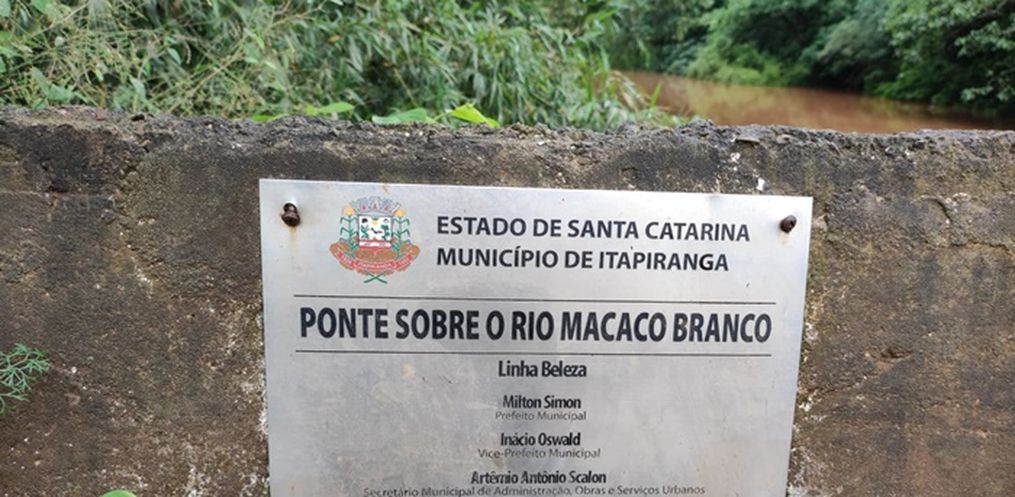 ESTADO DE SANTA CATARINA
MUNICÍPIO DE ITAPIRANGA
ITAPIRANGA
PONTE SOBRE O RIO MACACO BRANCO
Linha Beleza
Milton Simon
Prefeito Municipal
Inácio Oswald
Vice-Prefeito Municipal
Artêmio Antônio Scalon
Secretário Municipal de Administração, Obras e Serviços Urbanos